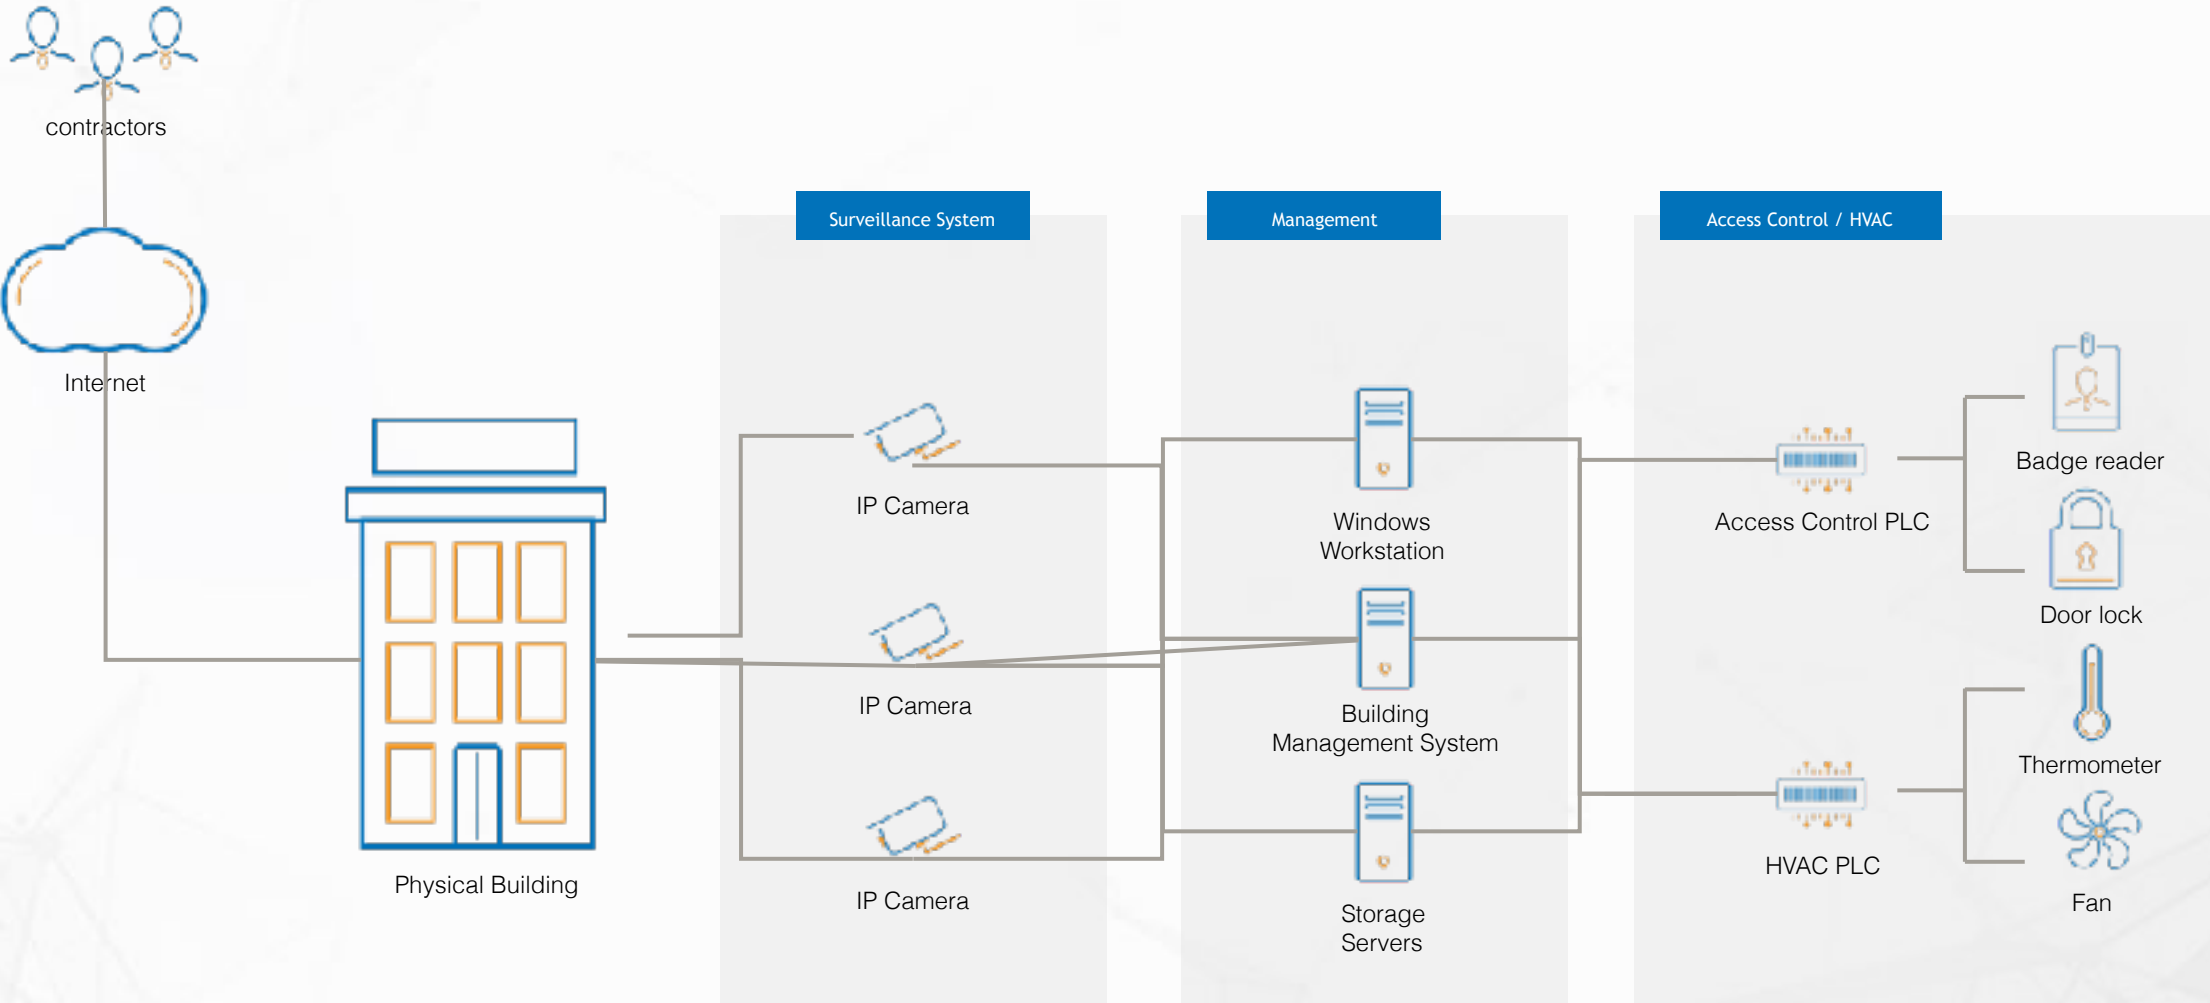 contractors
Internet
Physical Building
Surveillance System
IP Camera
IP Camera
IP Camera
Management
Windows
Workstation
Building
Management System
Storage
Servers
Access Control / HVAC
Access Control PLC
HVAC PLC
Badge reader
Door lock
Thermometer
Fan